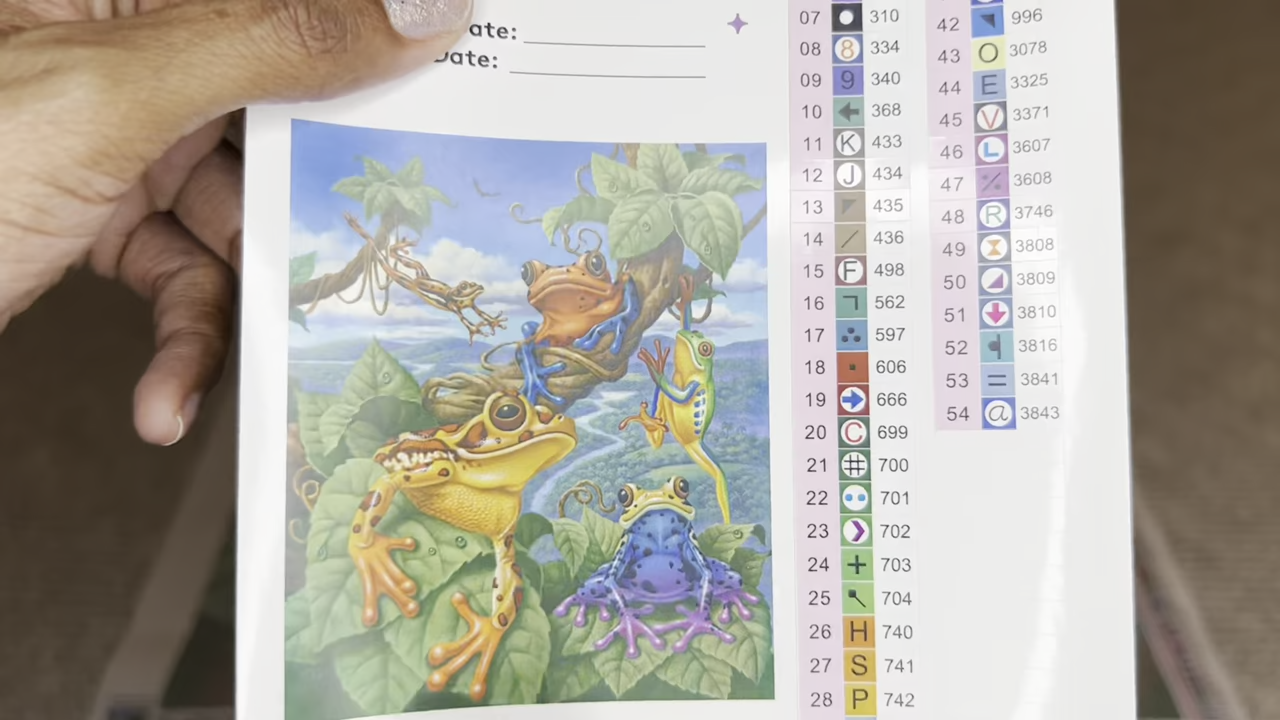 Date: ____
Date: ____
07 310
08 8 334
09 9 340
10 368
11 K 433
12 J 434
13 435
14 / 436
15 F 498
16 562
17 597
18 606
19 666
20 C 699
21 # 700
22 701
23 702
24 + 703
25 704
26 H 740
27 S 741
28 P 742
42 996
43 O 3078
44 E 3325
45 V 3371
46 L 3607
47 % 3608
48 R 3746
49 3808
50 3809
51 3810
52 3816
53 = 3841
54 @ 3843